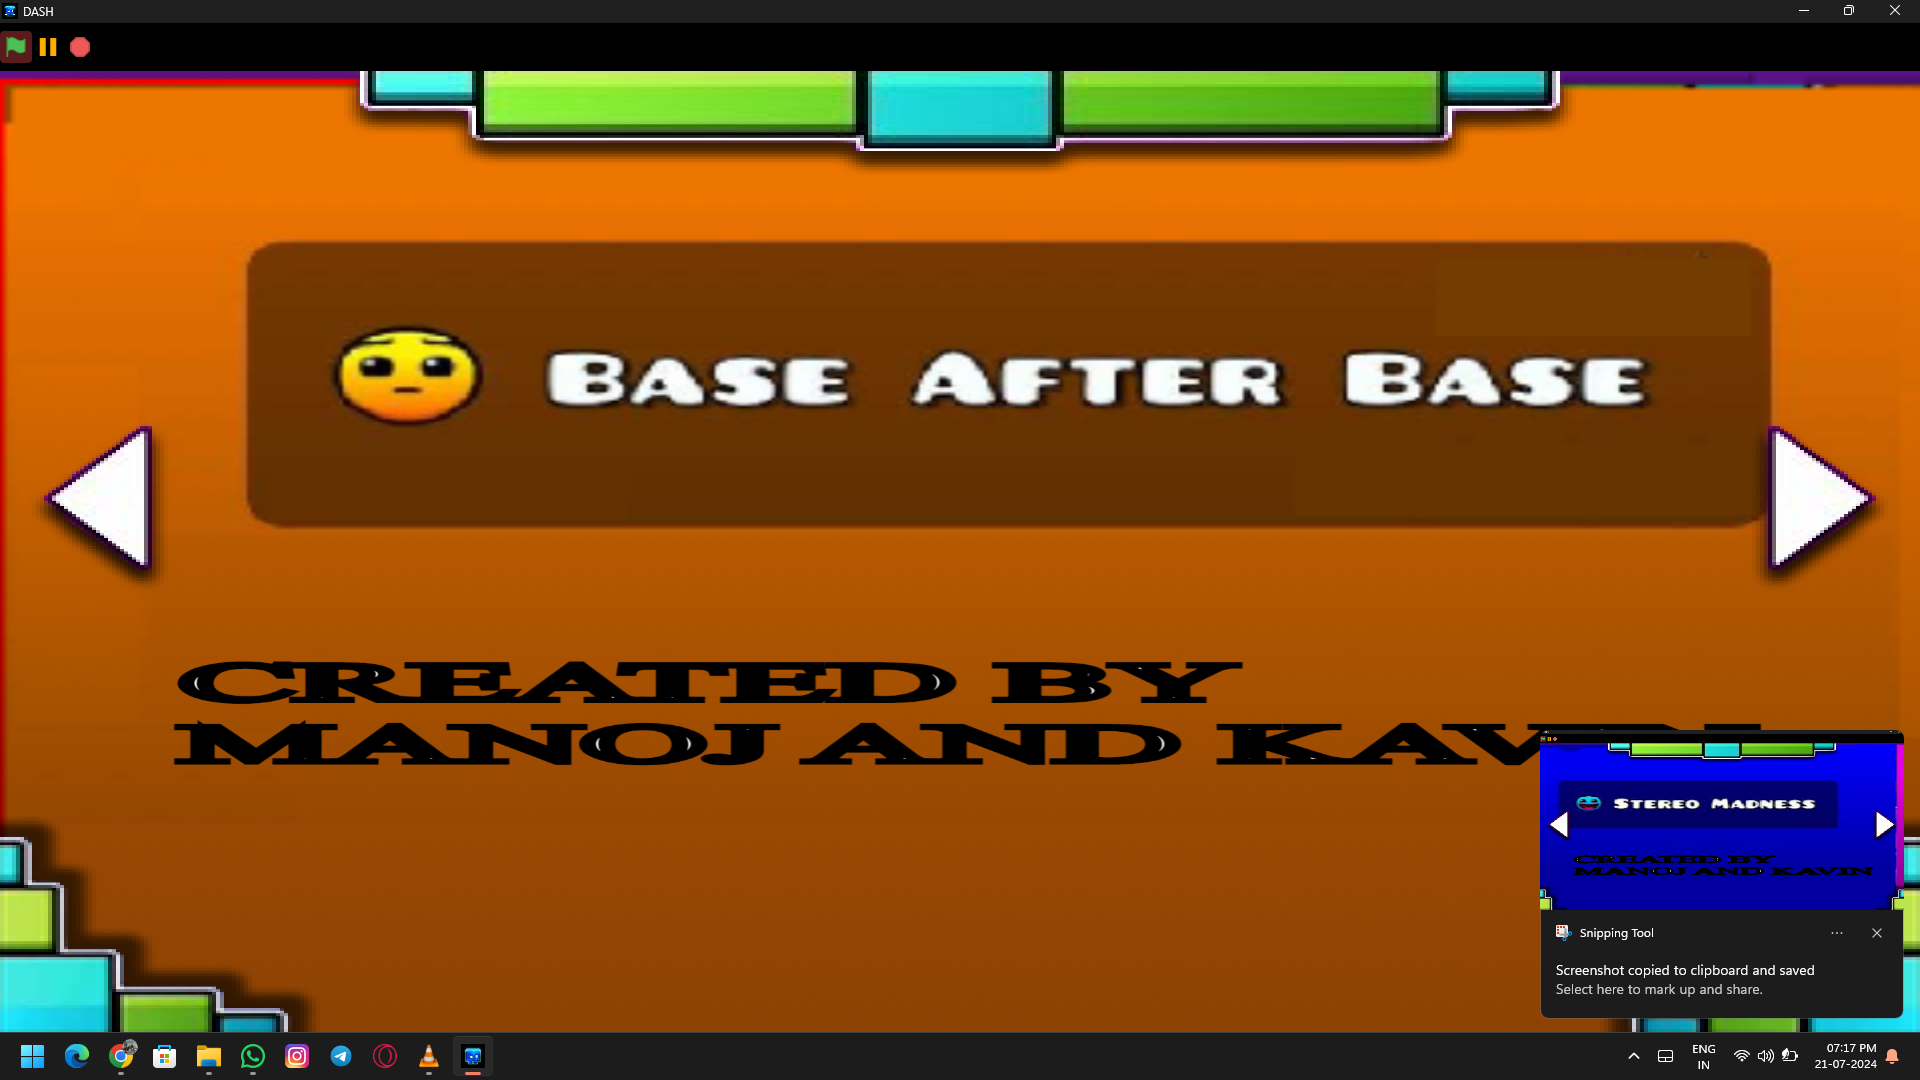 DASH
BASE AFTER BASE
CREATED BY
MANOJ AND KAVIN
STEREO MADNESS
CREATED BY
MANOJ AND KAVIN
Snipping Tool
Screenshot copied to clipboard and saved
Select here to mark up and share.
ENG
IN
07:17 PM
21-07-2024